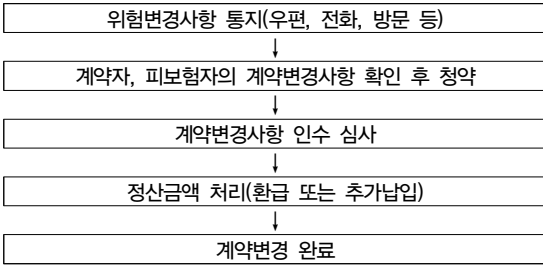 위험변경사항 통지(우편, 전화, 방문 등)
계약자, 피보험자의 계약변경사항 확인 후 청약
계약변경사항 인수 심사
정산금액 처리(환급 또는 추가납입)
계약변경 완료